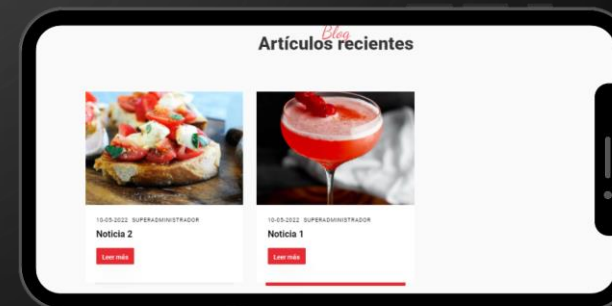 Blog
Artículos recientes
10-05-2022 SUPERADMINISTRADOR
Noticia 2
Leer más
10-05-2022 SUPERADMINISTRADOR
Noticia 1
Leer más